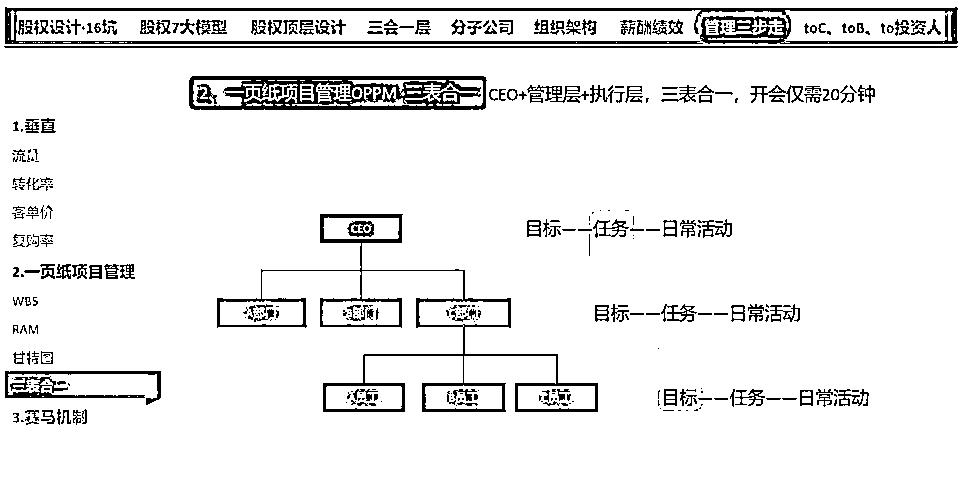 股权设计·16坑 股权7大模型 股权顶层设计 三会一层 分子公司 组织架构 薪酬绩效 管理三步走 toC、toB、to投资人
2、一页纸项目管理OPPM 三表合一 CEO+管理层+执行层，三表合一，开会仅需20分钟
1.垂直
流量
转化率
客单价
复购率
2.一页纸项目管理
WBS
RAM
甘特图
三表合一
3.赛马机制
CEO 目标——任务——日常活动
A部门 B部门 C部门 目标——任务——日常活动
A员工 B员工 C员工 目标——任务——日常活动